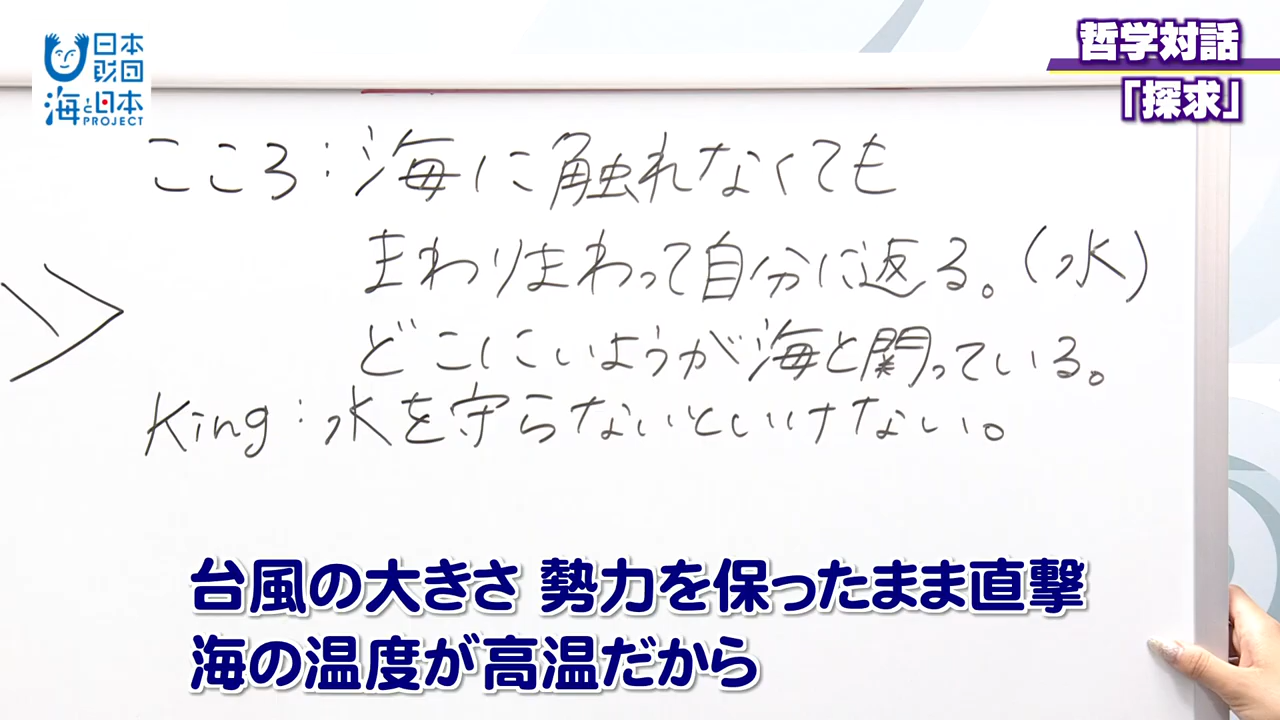 日本
財団
海と日本
PROJECT
哲学対話
「探求」
こころ:海に触れなくても
まわりまわって自分に返る。(水)
どこにいようが海と関っている。
King:水を守らないといけない。
台風の大きさ 勢力を保ったまま直撃
海の温度が高温だから